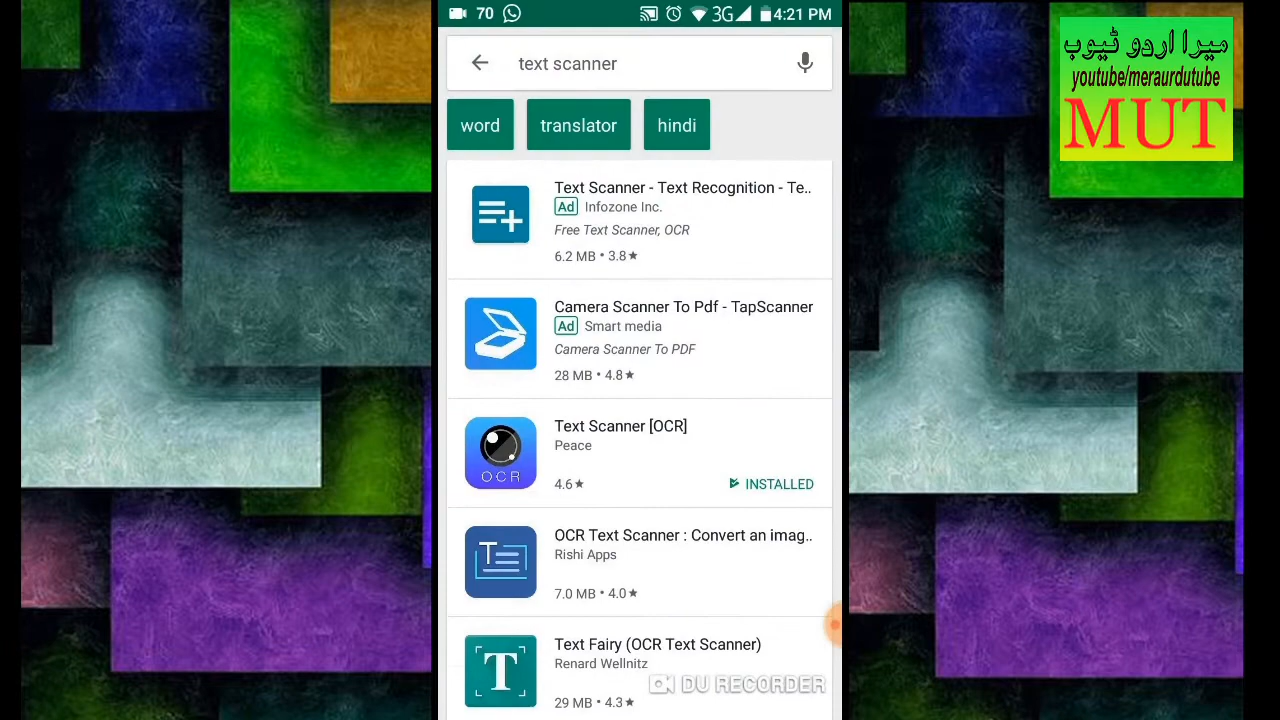 70 3G 4:21 PM
میرا اردو ٹیوب
youtube/meraurdutube
MUT
text scanner
word translator hindi
Text Scanner - Text Recognition - Te..
Ad Infozone Inc.
Free Text Scanner, OCR
6.2 MB • 3.8★
Camera Scanner To Pdf - TapScanner
Ad Smart media
Camera Scanner To PDF
28 MB • 4.8★
Text Scanner [OCR]
Peace
OCR
4.6★ INSTALLED
OCR Text Scanner : Convert an imag..
Rishi Apps
T
7.0 MB • 4.0★
Text Fairy (OCR Text Scanner)
Renard Wellnitz
T
DU RECORDER
29 MB • 4.3★